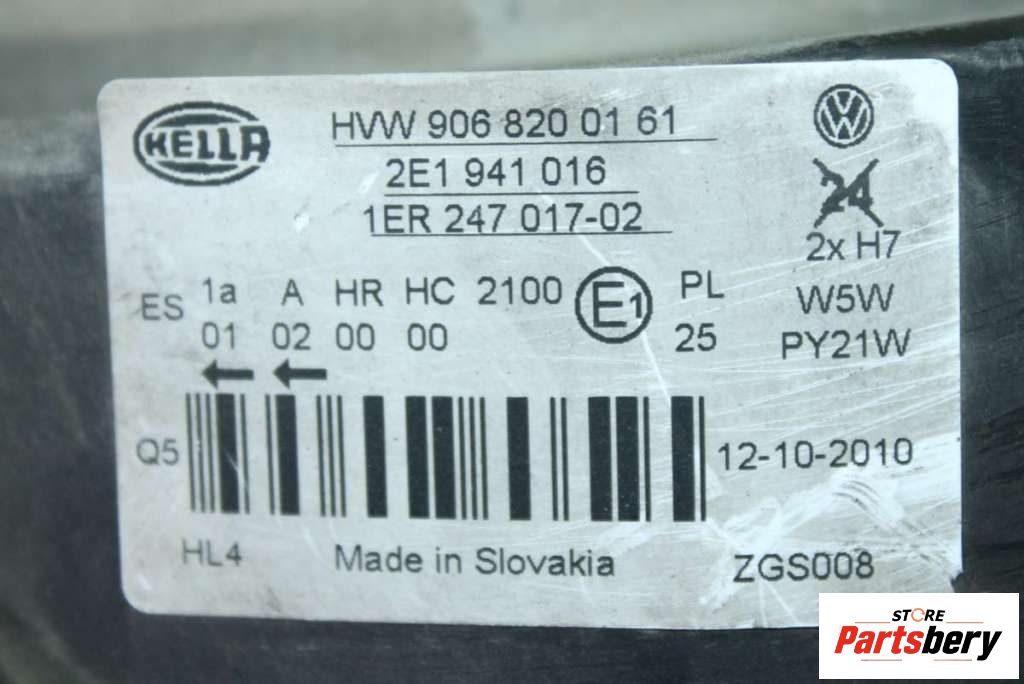 HELLA
HVW 906 820 01 61
2E1 941 016
1ER 247 017-02
VW
24
2x H7
W5W
PY21W
ES 1a A HR HC 2100 E1 PL
01 02 00 00 25
Q5
12-10-2010
HL4 Made in Slovakia ZGS008
STORE
Partsbery